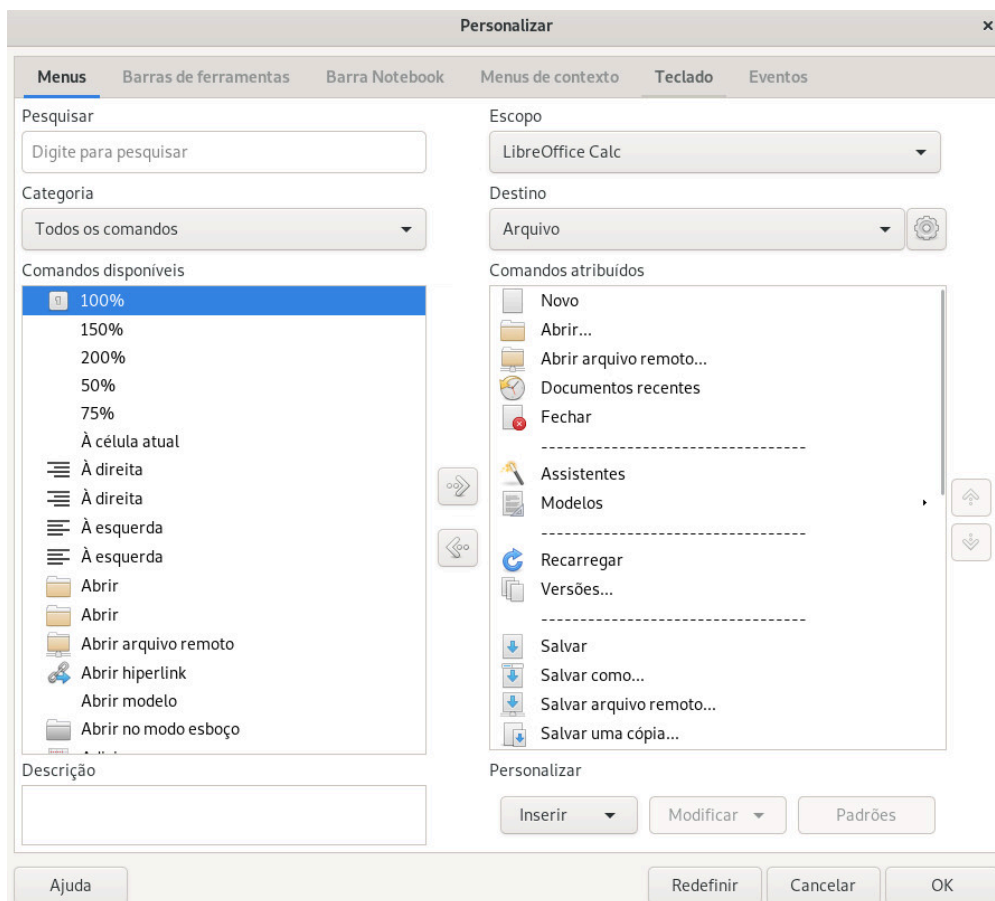 Personalizar
Menus Barras de ferramentas Barra Notebook Menus de contexto Teclado Eventos
Pesquisar
Digite para pesquisar
Categoria
Todos os comandos
Comandos disponíveis
100%
150%
200%
50%
75%
À célula atual
À direita
À direita
À esquerda
À esquerda
Abrir
Abrir
Abrir arquivo remoto
Abrir hiperlink
Abrir modelo
Abrir no modo esboço
Descrição
Escopo
LibreOffice Calc
Destino
Arquivo
Comandos atribuídos
Novo
Abrir...
Abrir arquivo remoto...
Documentos recentes
Fechar
----------------------------------
Assistentes
Modelos
----------------------------------
Recarregar
Versões...
----------------------------------
Salvar
Salvar como...
Salvar arquivo remoto...
Salvar uma cópia...
Personalizar
Inserir Modificar Padrões
Ajuda Redefinir Cancelar OK